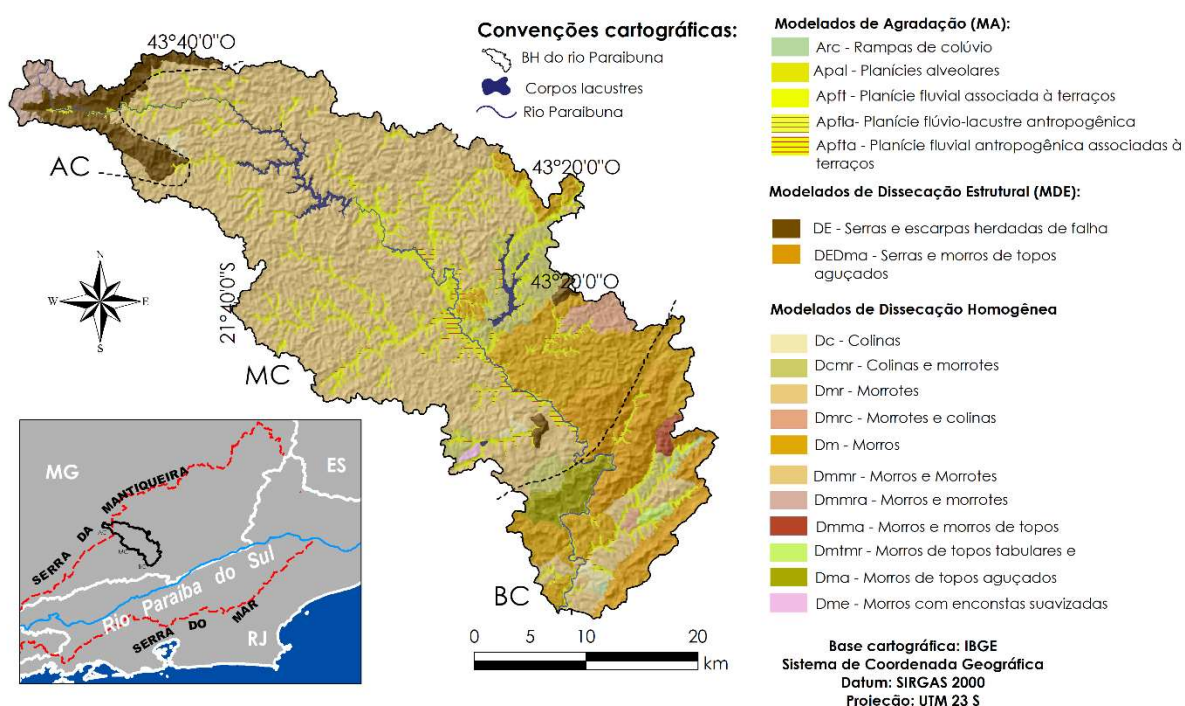 Convenções cartográficas:
BH do rio Paraibuna
Corpos lacustres
Rio Paraibuna
43°40'0"O
43°20'0"O
43°20'0"O
21°40'0"S
AC
MC
BC
N
W
E
S
MG
ES
RJ
SERRA DA MANTIQUEIRA
Rio Paraíba do Sul
SERRA DO MAR
AC
MC
BC
0 5 10 20
km
Modelados de Agradação (MA):
Arc - Rampas de colúvio
Apal - Planícies alveolares
Apft - Planície fluvial associada à terraços
Apfla- Planície flúvio-lacustre antropogênica
Apfta - Planície fluvial antropogênica associadas à
terraços
Modelados de Dissecação Estrutural (MDE):
DE - Serras e escarpas herdadas de falha
DEDma - Serras e morros de topos
aguçados
Modelados de Dissecação Homogênea
Dc - Colinas
Dcmr - Colinas e morrotes
Dmr - Morrotes
Dmrc - Morrotes e colinas
Dm - Morros
Dmmr - Morros e Morrotes
Dmmra - Morros e morrotes
Dmma - Morros e morros de topos
Dmtmr - Morros de topos tabulares e
Dma - Morros de topos aguçados
Dme - Morros com enconstas suavizadas
Base cartográfica: IBGE
Sistema de Coordenada Geográfica
Datum: SIRGAS 2000
Projeção: UTM 23 S